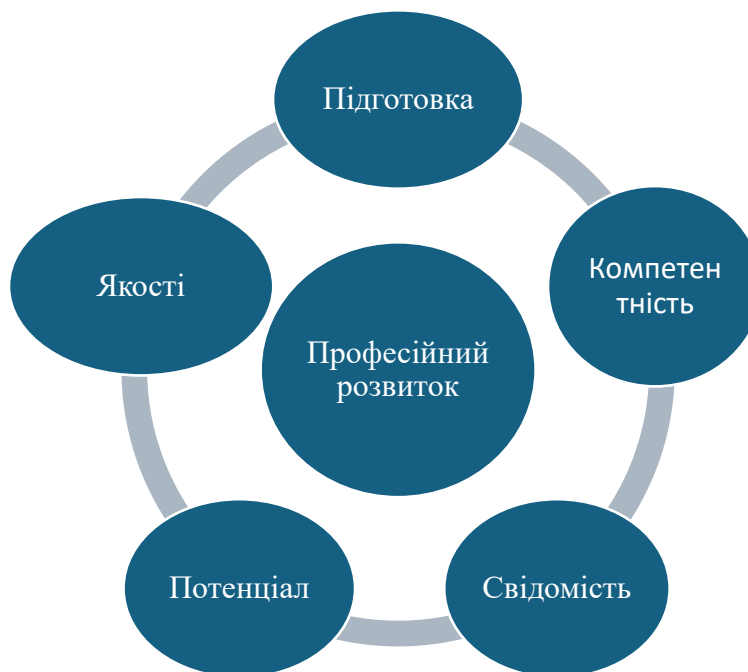 Підготовка
Компетен
тність
Свідомість
Потенціал
Якості
Професійний
розвиток